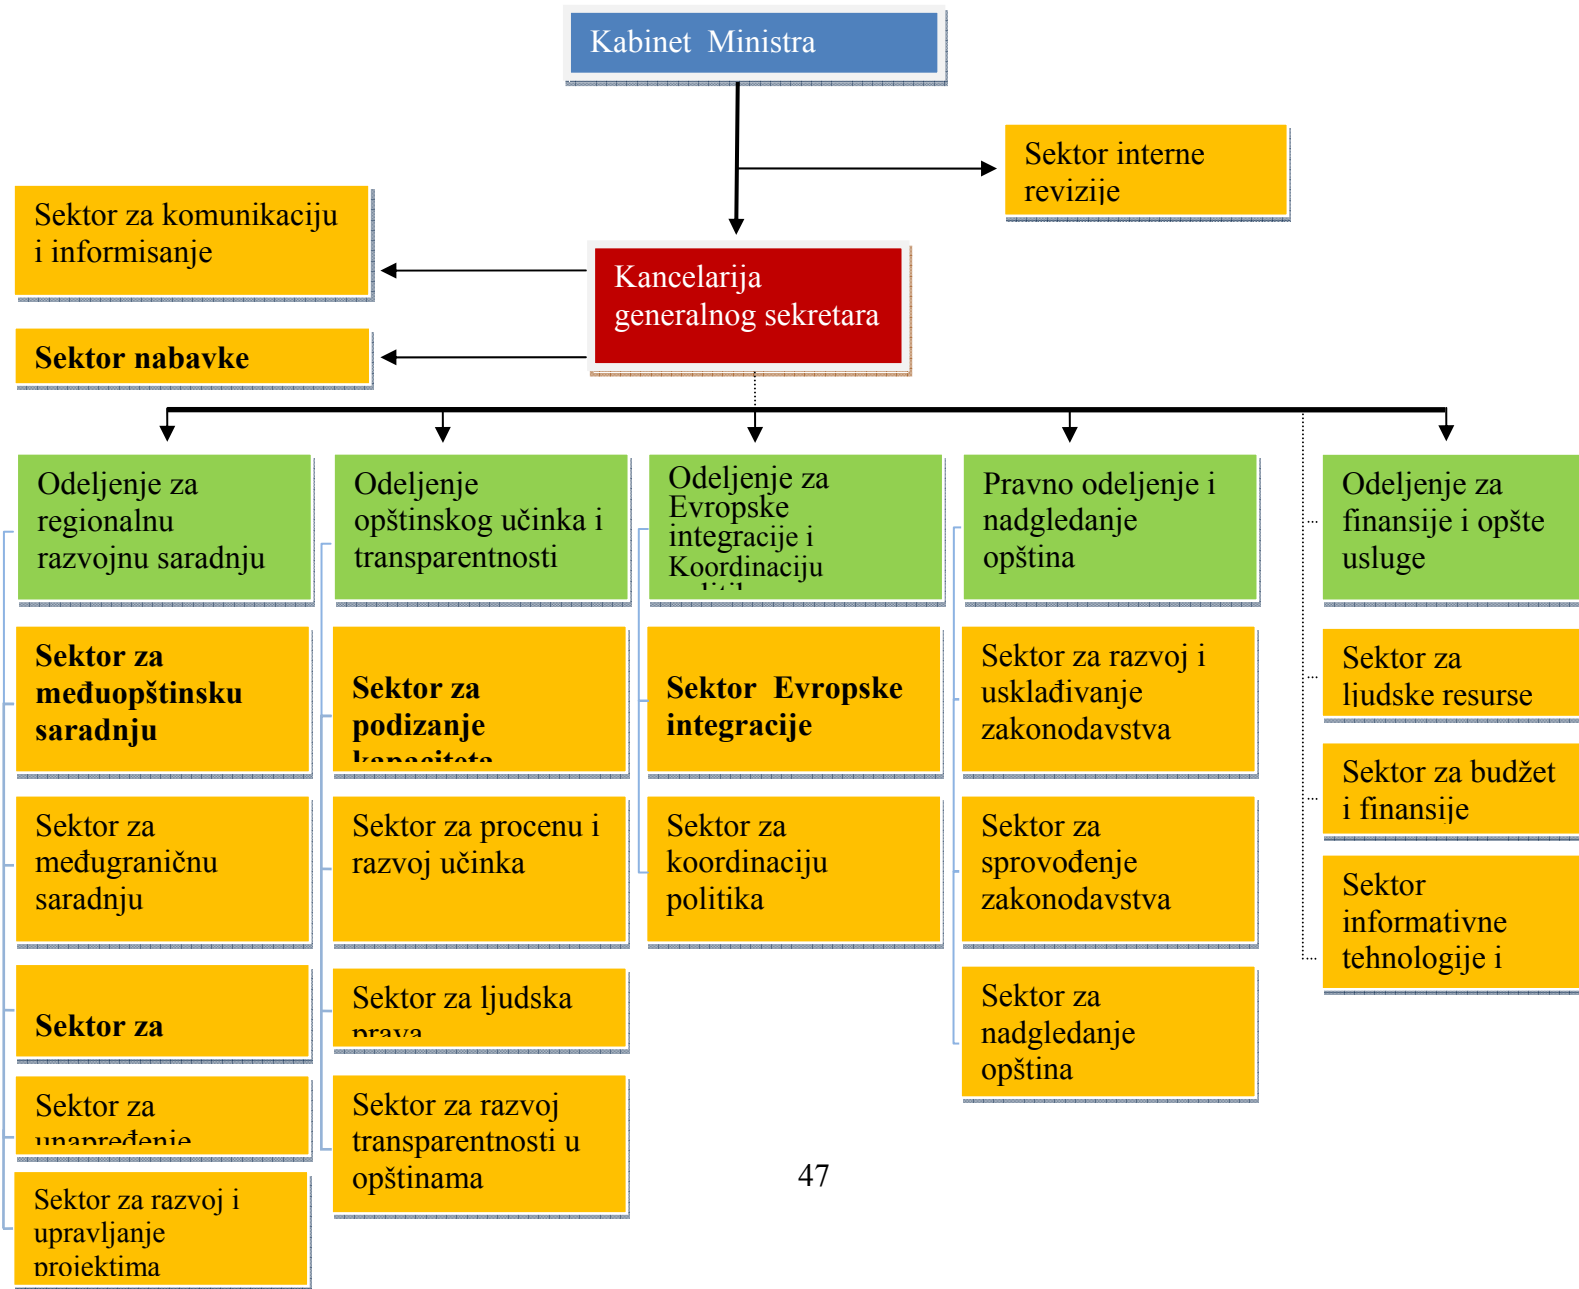 Kabinet Ministra
Sektor interne
revizije
Sektor za komunikaciju
i informisanje
Kancelarija
generalnog sekretara
Sektor nabavke
Odeljenje za
regionalnu
razvojnu saradnju
Odeljenje
opštinskog učinka i
transparentnosti
Odeljenje za
Evropske
integracije i
Koordinaciju
Pravno odeljenje i
nadgledanje
opština
Odeljenje za
finansije i opšte
usluge
Sektor za
međuopštinsku
saradnju
Sektor za
podizanje
kapaciteta
Sektor Evropske
integracije
Sektor za razvoj i
usklađivanje
zakonodavstva
Sektor za
ljudske resurse
Sektor za budžet
i finansije
Sektor za
međugraničnu
saradnju
Sektor za procenu i
razvoj učinka
Sektor za
koordinaciju
politika
Sektor za
sprovođenje
zakonodavstva
Sektor
informativne
tehnologije i
Sektor za
Sektor za ljudska
prava
Sektor za
nadgledanje
opština
Sektor za
unapređenje
Sektor za razvoj
transparentnosti u
opštinama
Sektor za razvoj i
upravljanje
projektima
47